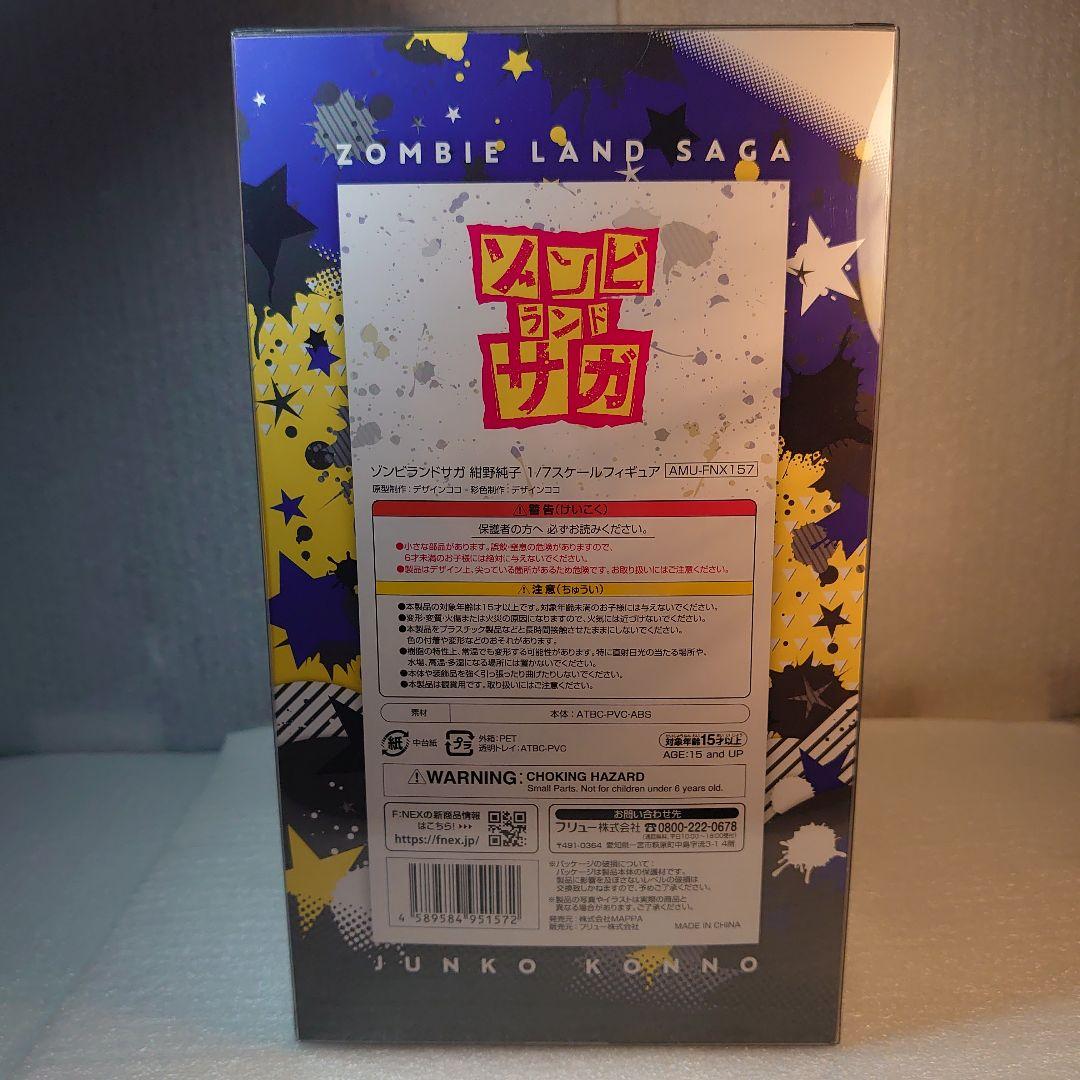 ZOMBIE LAND SAGA
ゾンビ
ランド
サガ
ゾンビランドサガ 紺野純子 1/7スケールフィギュア AMU-FNX157
原型制作：デザインココ・彩色制作：デザインココ
⚠警告(けいこく)
保護者の方へ 必ずお読みください。
●小さな部品があります。誤飲・窒息の危険がありますので、
6才未満のお子様には絶対に与えないでください。
●製品はデザイン上、尖っている箇所があるため危険です。お取り扱いにはご注意ください。
⚠注意(ちゅうい)
●本製品の対象年齢は15才以上です。対象年齢未満のお子様には与えないでください。
●変形・変質・火傷または火災の原因になりますので、火気には近づけないでください。
●本製品をプラスチック製品などと長時間接触させたままにしないでください。
色の付着や変形などのおそれがあります。
●樹脂の特性上、常温でも変形する可能性があります。特に直射日光の当たる場所や、
水場、高温・多湿になる場所には置かないでください。
●本体や装飾品を強く引っ張ったり曲げたりしないでください。
●本製品は観賞用です。取り扱いにはご注意ください。
素材 本体：ATBC-PVC・ABS
紙 中台紙 プラ 外箱：PET
透明トレイ：ATBC-PVC
対象年齢15才以上
AGE:15 and UP
⚠WARNING: CHOKING HAZARD
Small Parts. Not for children under 6 years old.
F:NEXの新商品情報
はこちら! ▸▸▸
https://fnex.jp/
お問い合わせ先
フリュー株式会社 ☎0800-222-0678
(通話無料、平日10:00〜18:00受付)
〒491-0364 愛知県一宮市萩原町中島字流3-1 4階
※パッケージの破損について：
パッケージは製品本体の保護材です。
製品に影響を及ぼさないレベルの破損は
交換致しかねますので、予めご了承ください。
※製品の写真やイラストは実際の商品と
異なる場合があります。ご了承ください。
発売元：株式会社MAPPA
販売元：フリュー株式会社
MADE IN CHINA
4 589584 951572
JUNKO KONNO